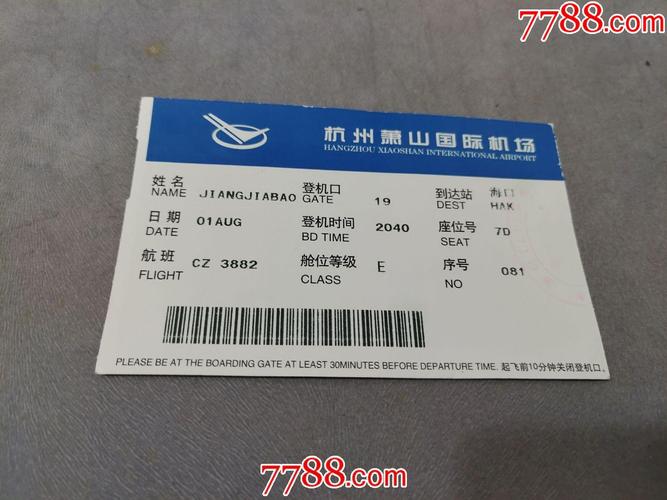 7788.com
杭州萧山国际机场
HANGZHOU XIAOSHAN INTERNATIONAL AIRPORT
姓名 登机口 到达站 海口
NAME JIANGJIABAO GATE 19 DEST HAK
日期 登机时间 座位号
DATE 01AUG BD TIME 2040 SEAT 7D
航班 舱位等级 序号
FLIGHT CZ 3882 CLASS E NO 081
PLEASE BE AT THE BOARDING GATE AT LEAST 30MINUTES BEFORE DEPARTURE TIME. 起飞前10分钟关闭登机口.
7788.com